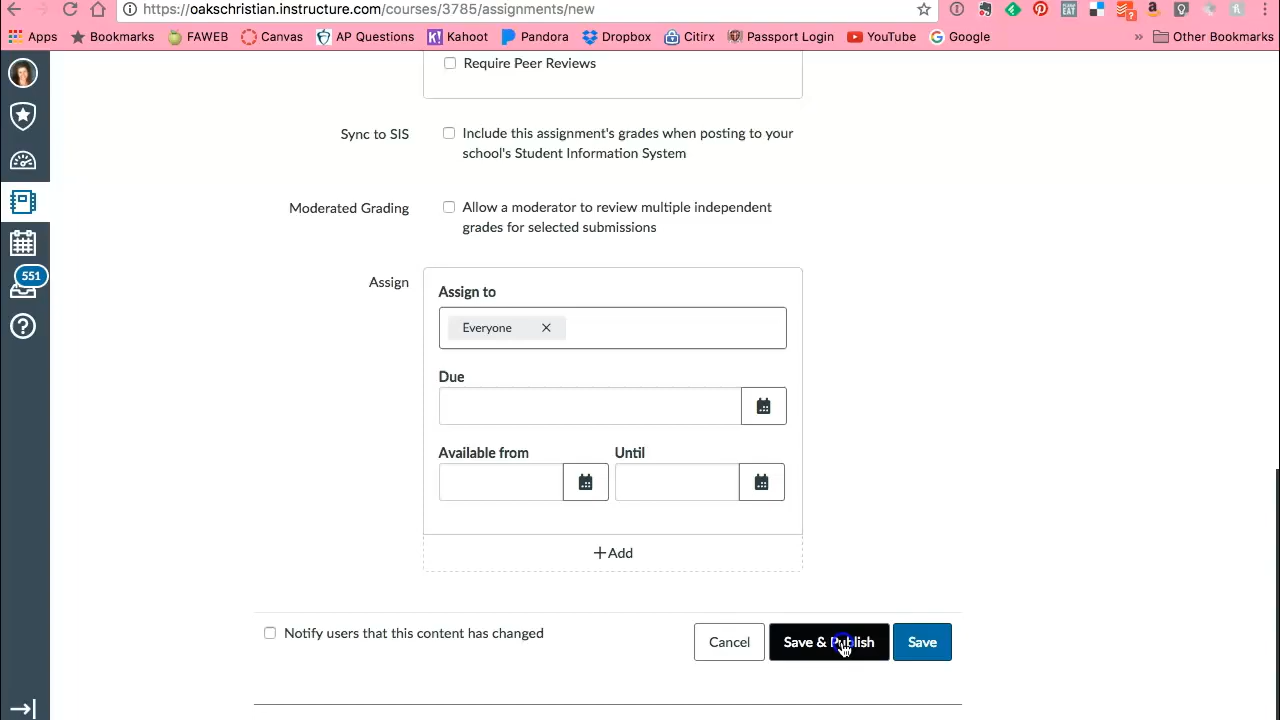 https://oakschristian.instructure.com/courses/3785/assignments/new
Apps Bookmarks FAWEB Canvas AP Questions Kahoot Pandora Dropbox Citirx Passport Login YouTube Google » Other Bookmarks
Require Peer Reviews
Sync to SIS Include this assignment's grades when posting to your
school's Student Information System
Moderated Grading Allow a moderator to review multiple independent
grades for selected submissions
551
Assign
Assign to
Everyone
Due
Available from Until
+Add
Notify users that this content has changed Cancel Save & Publish Save